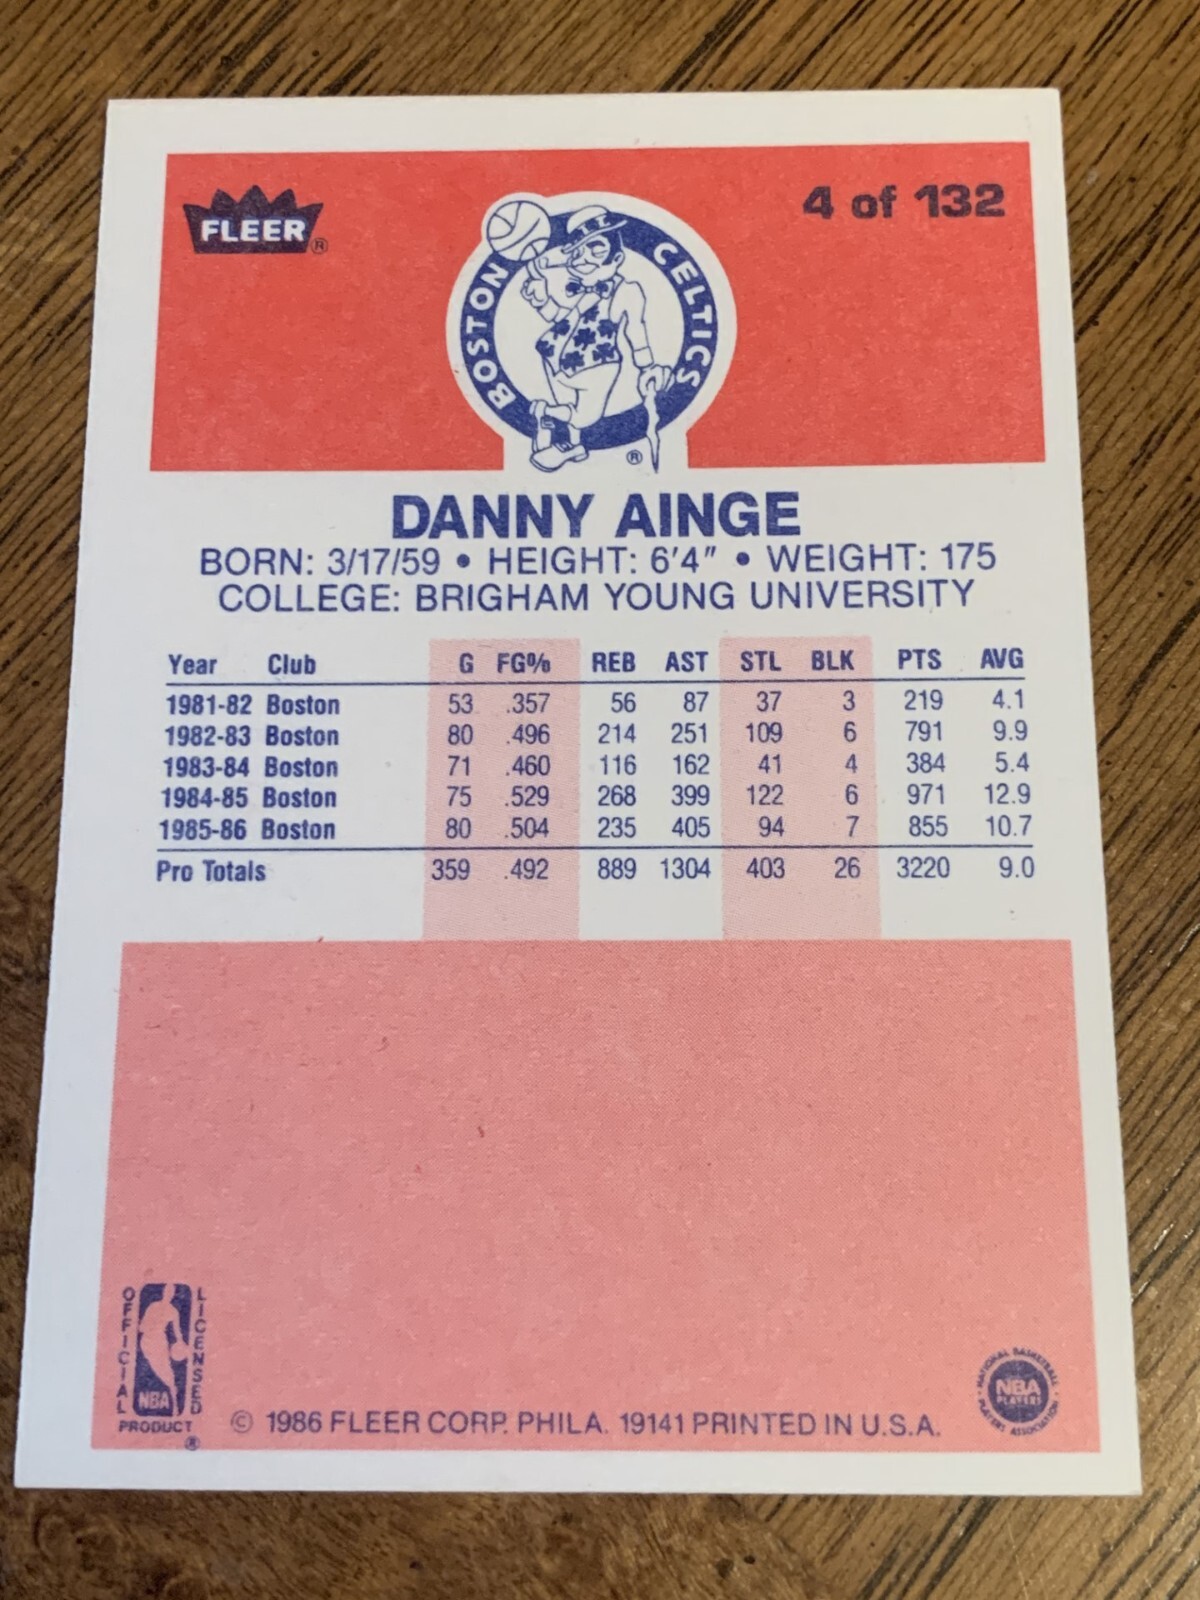 FLEER®
4 of 132
BOSTON CELTICS
®
DANNY AINGE
BORN: 3/17/59 • HEIGHT: 6'4" • WEIGHT: 175
COLLEGE: BRIGHAM YOUNG UNIVERSITY
Year Club G FG% REB AST STL BLK PTS AVG
1981-82 Boston 53 .357 56 87 37 3 219 4.1
1982-83 Boston 80 .496 214 251 109 6 791 9.9
1983-84 Boston 71 .460 116 162 41 4 384 5.4
1984-85 Boston 75 .529 268 399 122 6 971 12.9
1985-86 Boston 80 .504 235 405 94 7 855 10.7
Pro Totals 359 .492 889 1304 403 26 3220 9.0
OFFICIAL LICENSED
NBA
PRODUCT
®
© 1986 FLEER CORP. PHILA. 19141 PRINTED IN U.S.A.
NATIONAL BASKETBALL
NBA
PLAYERS
PLAYERS ASSOCIATION